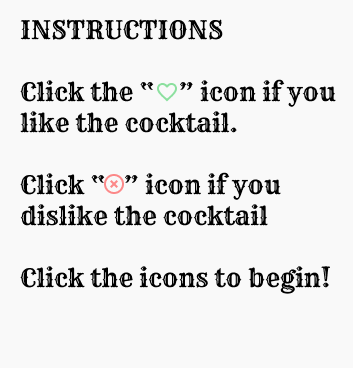 INSTRUCTIONS
Click the “♡” icon if you
like the cocktail.
Click “ⓧ” icon if you
dislike the cocktail
Click the icons to begin!